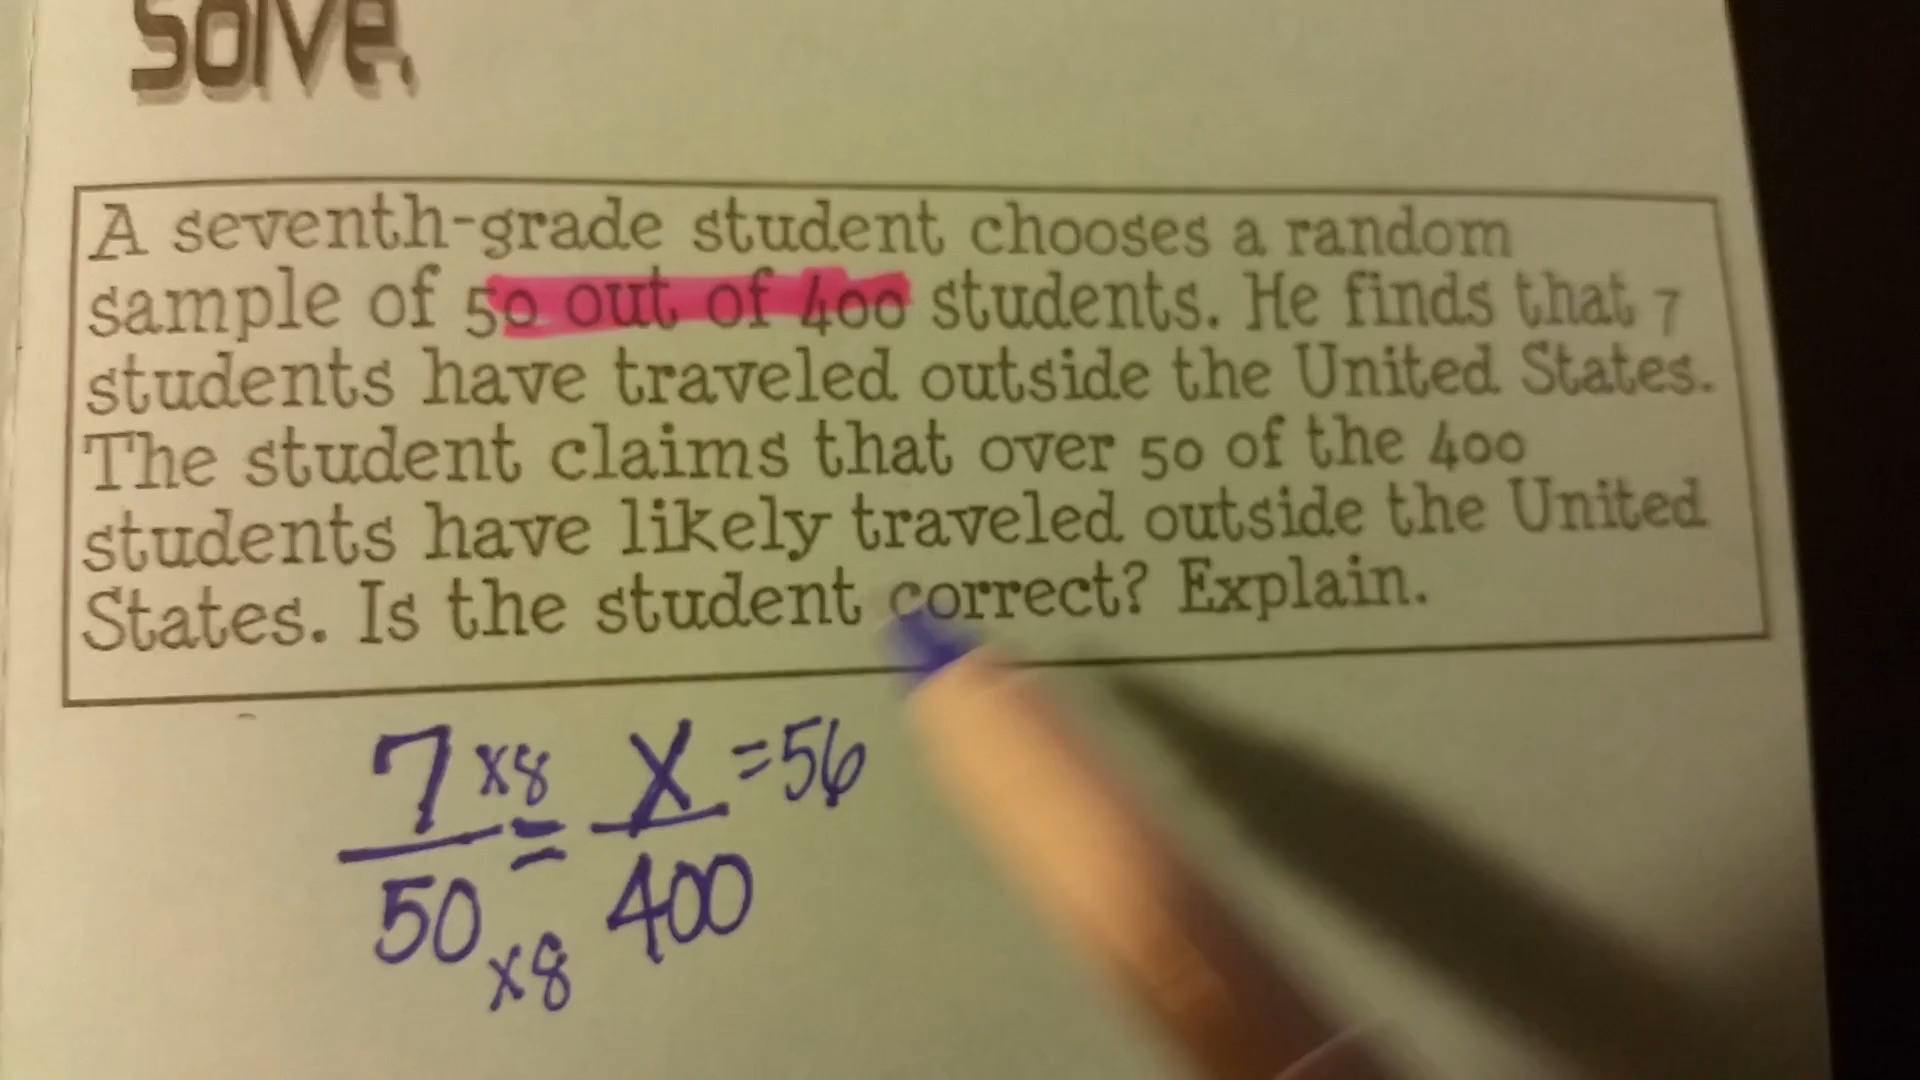 Solve.
A seventh-grade student chooses a random
sample of 50 out of 400 students. He finds that 7
students have traveled outside the United States.
The student claims that over 50 of the 400
students have likely traveled outside the United
States. Is the student correct? Explain.
7 x8 = X = 56
50 x8 400